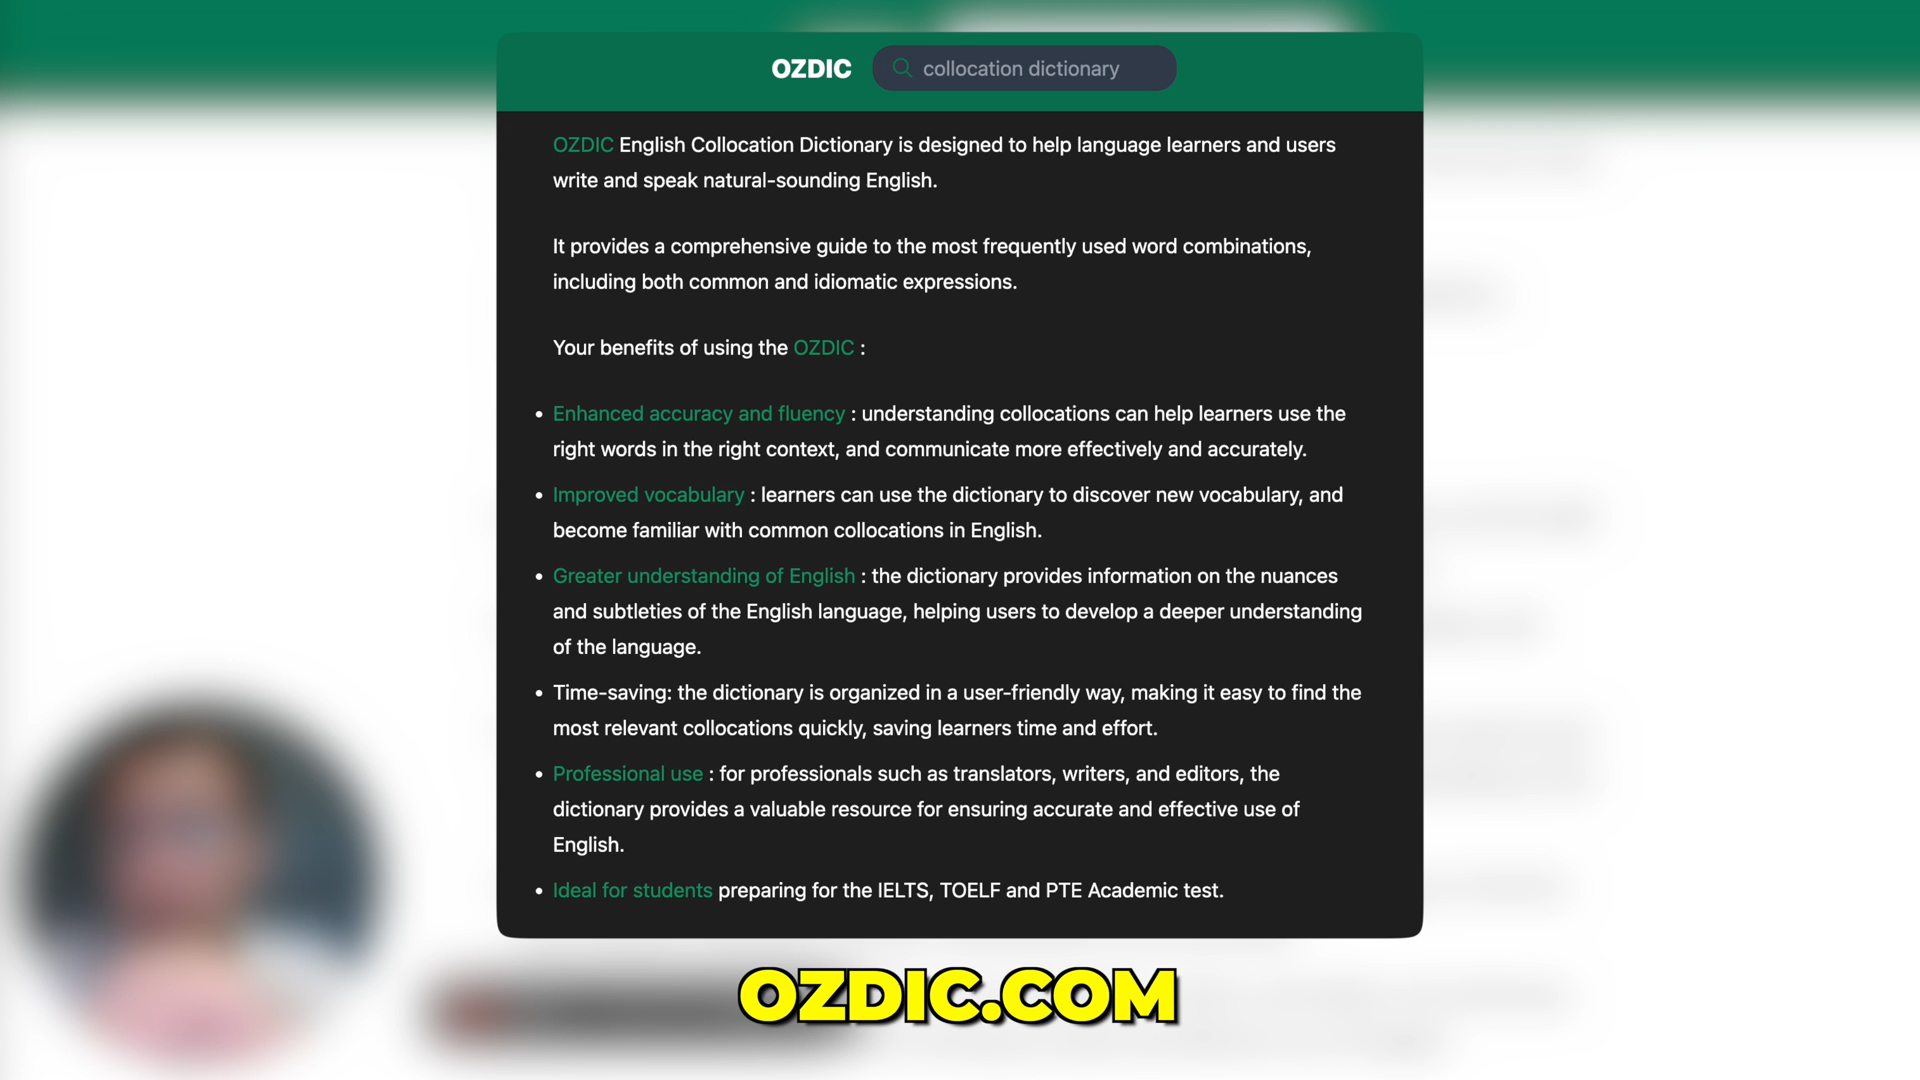 OZDIC
collocation dictionary
OZDIC English Collocation Dictionary is designed to help language learners and users
write and speak natural-sounding English.
It provides a comprehensive guide to the most frequently used word combinations,
including both common and idiomatic expressions.
Your benefits of using the OZDIC :
• Enhanced accuracy and fluency : understanding collocations can help learners use the
right words in the right context, and communicate more effectively and accurately.
• Improved vocabulary : learners can use the dictionary to discover new vocabulary, and
become familiar with common collocations in English.
• Greater understanding of English : the dictionary provides information on the nuances
and subtleties of the English language, helping users to develop a deeper understanding
of the language.
• Time-saving: the dictionary is organized in a user-friendly way, making it easy to find the
most relevant collocations quickly, saving learners time and effort.
• Professional use : for professionals such as translators, writers, and editors, the
dictionary provides a valuable resource for ensuring accurate and effective use of
English.
• Ideal for students preparing for the IELTS, TOELF and PTE Academic test.
OZDIC.COM